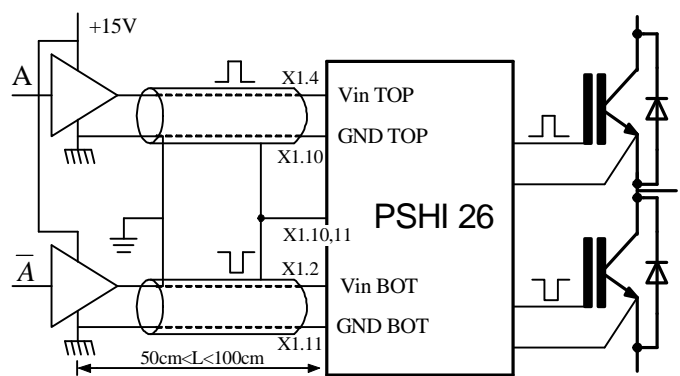 +15V
A
X1.4
Vin TOP
GND TOP
X1.10
PSHI 26
X1.10,11
A̅
X1.2
Vin BOT
GND BOT
X1.11
50cm<L<100cm